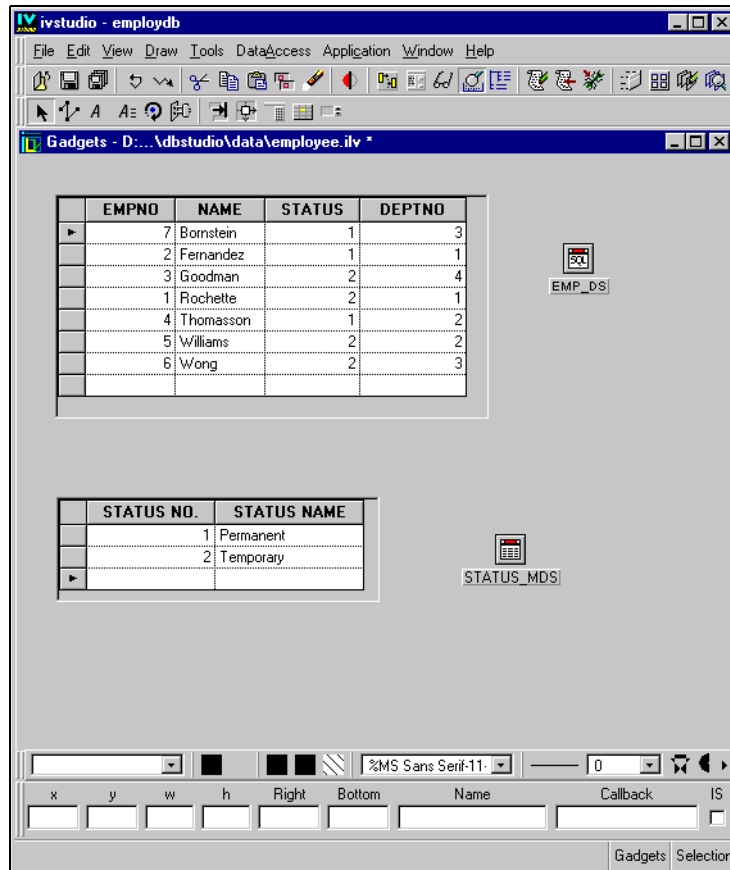 ivstudio - employdb
File Edit View Draw Tools DataAccess Application Window Help
Gadgets - D:...\dbstudio\data\employee.ilv *
EMPNO NAME STATUS DEPTNO
7 Bornstein 1 3
2 Fernandez 1 1
3 Goodman 2 4
1 Rochette 2 1
4 Thomasson 1 2
5 Williams 2 2
6 Wong 2 3
SQL
EMP_DS
STATUS NO. STATUS NAME
1 Permanent
2 Temporary
STATUS_MDS
%MS Sans Serif-11- 0
x y w h Right Bottom Name Callback IS
Gadgets Selection